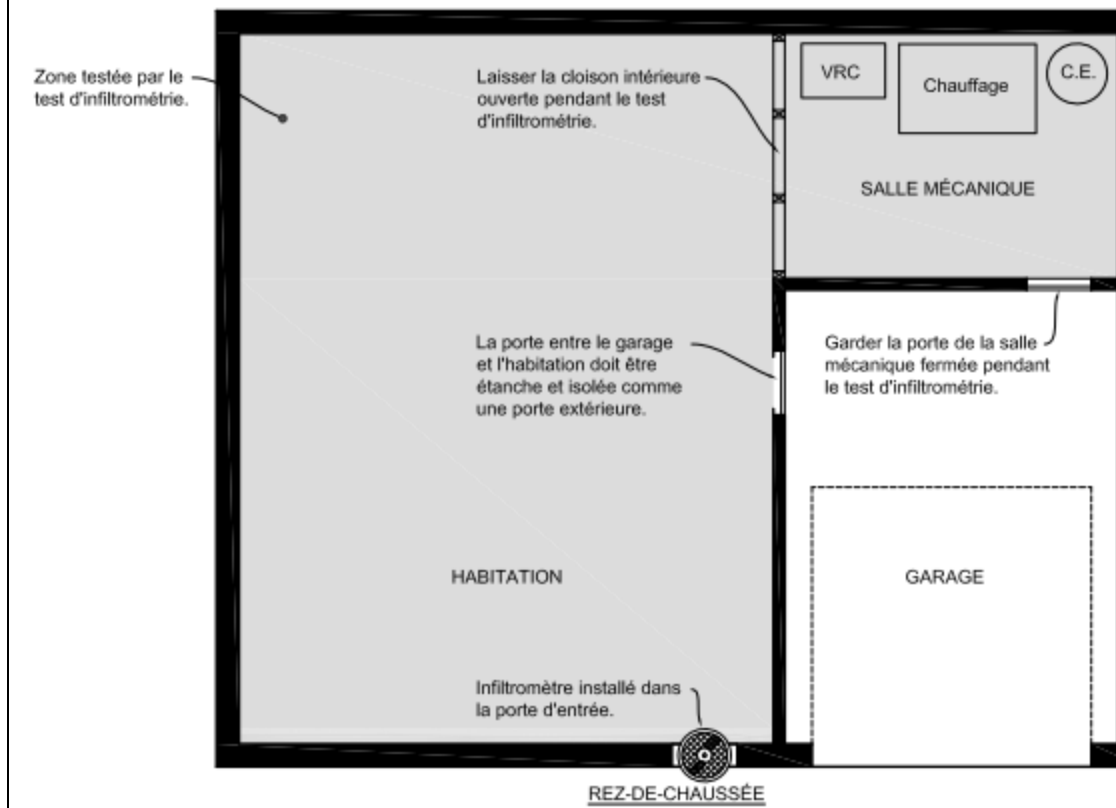 Zone testée par le
test d'infiltrométrie.
Laisser la cloison intérieure
ouverte pendant le test
d'infiltrométrie.
VRC
Chauffage
C.E.
SALLE MÉCANIQUE
La porte entre le garage
et l'habitation doit être
étanche et isolée comme
une porte extérieure.
Garder la porte de la salle
mécanique fermée pendant
le test d'infiltrométrie.
HABITATION
GARAGE
Infiltromètre installé dans
la porte d'entrée.
REZ-DE-CHAUSSÉE